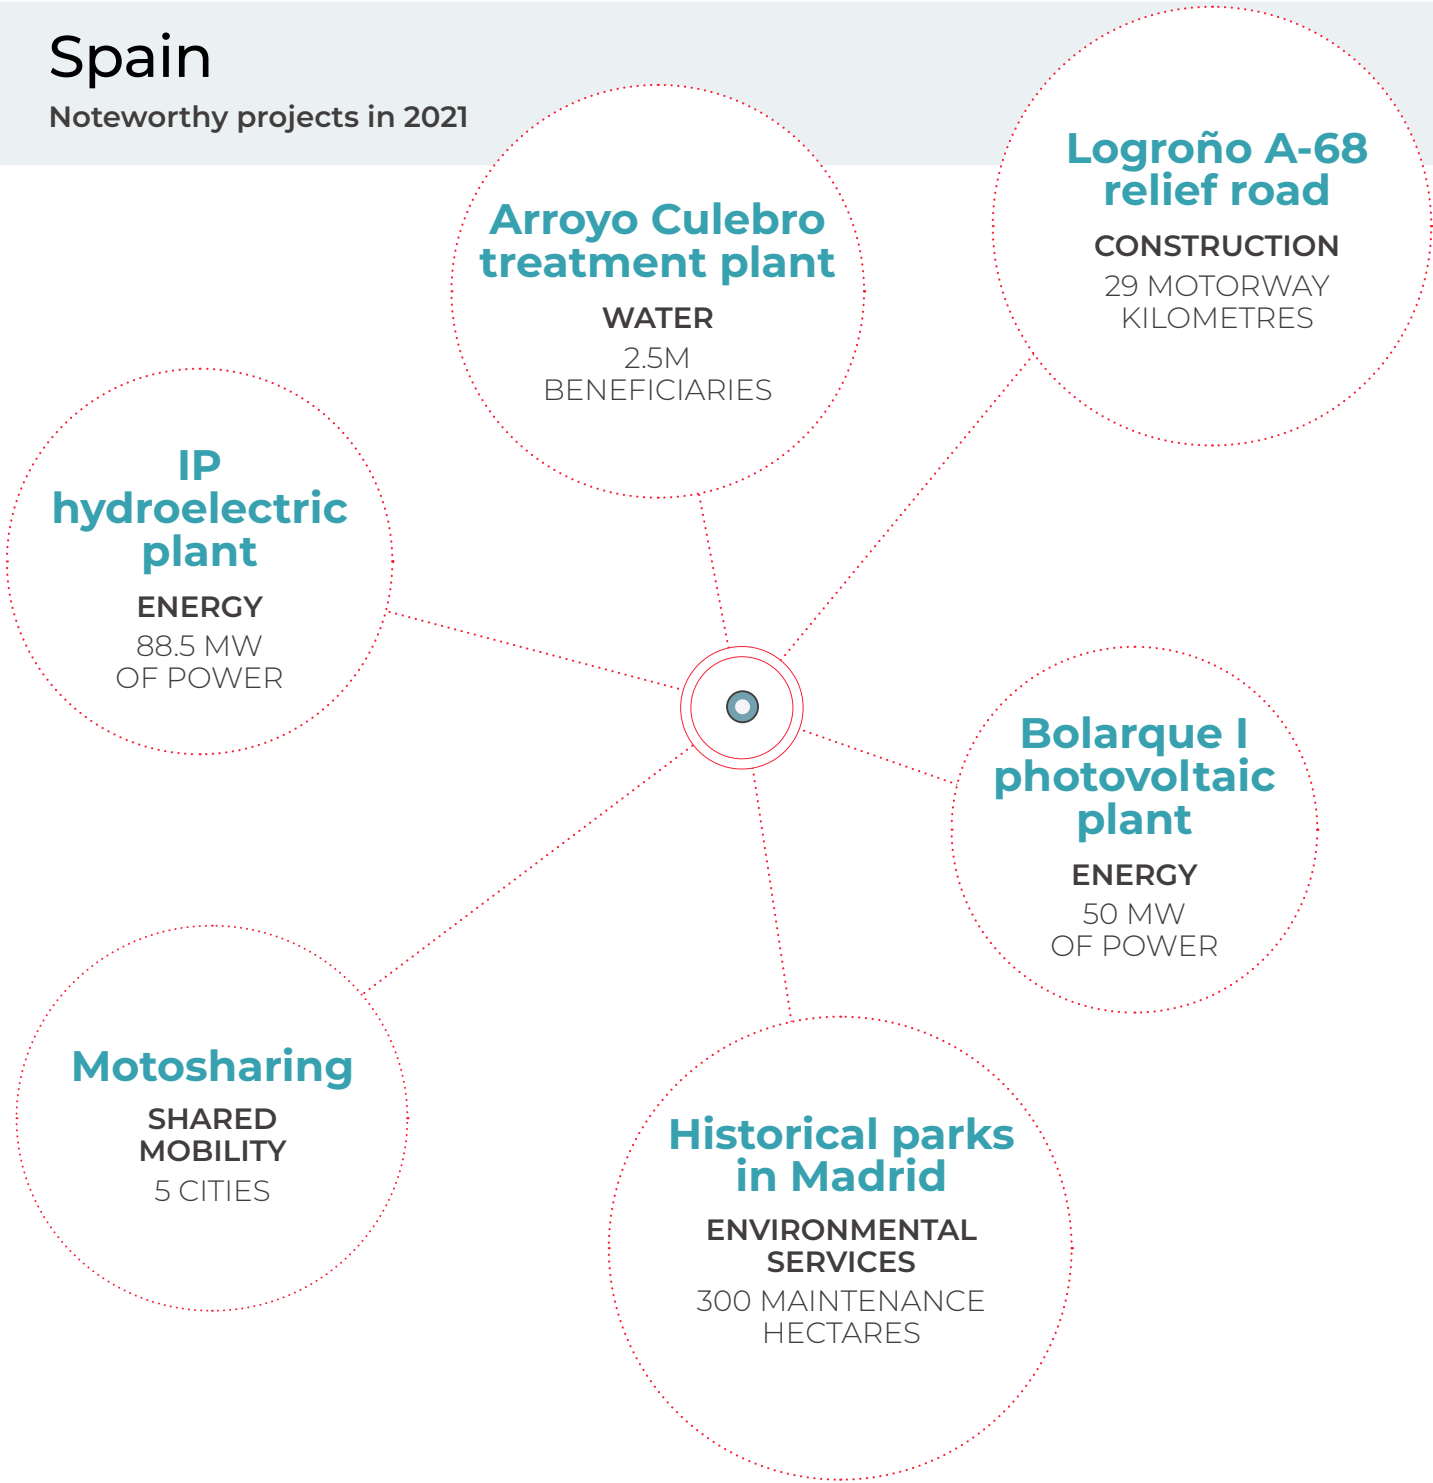 Spain
Noteworthy projects in 2021
Logroño A-68
relief road
CONSTRUCTION
29 MOTORWAY
KILOMETRES
Arroyo Culebro
treatment plant
WATER
2.5M
BENEFICIARIES
IP
hydroelectric
plant
ENERGY
88.5 MW
OF POWER
Bolarque I
photovoltaic
plant
ENERGY
50 MW
OF POWER
Motosharing
SHARED
MOBILITY
5 CITIES
Historical parks
in Madrid
ENVIRONMENTAL
SERVICES
300 MAINTENANCE
HECTARES